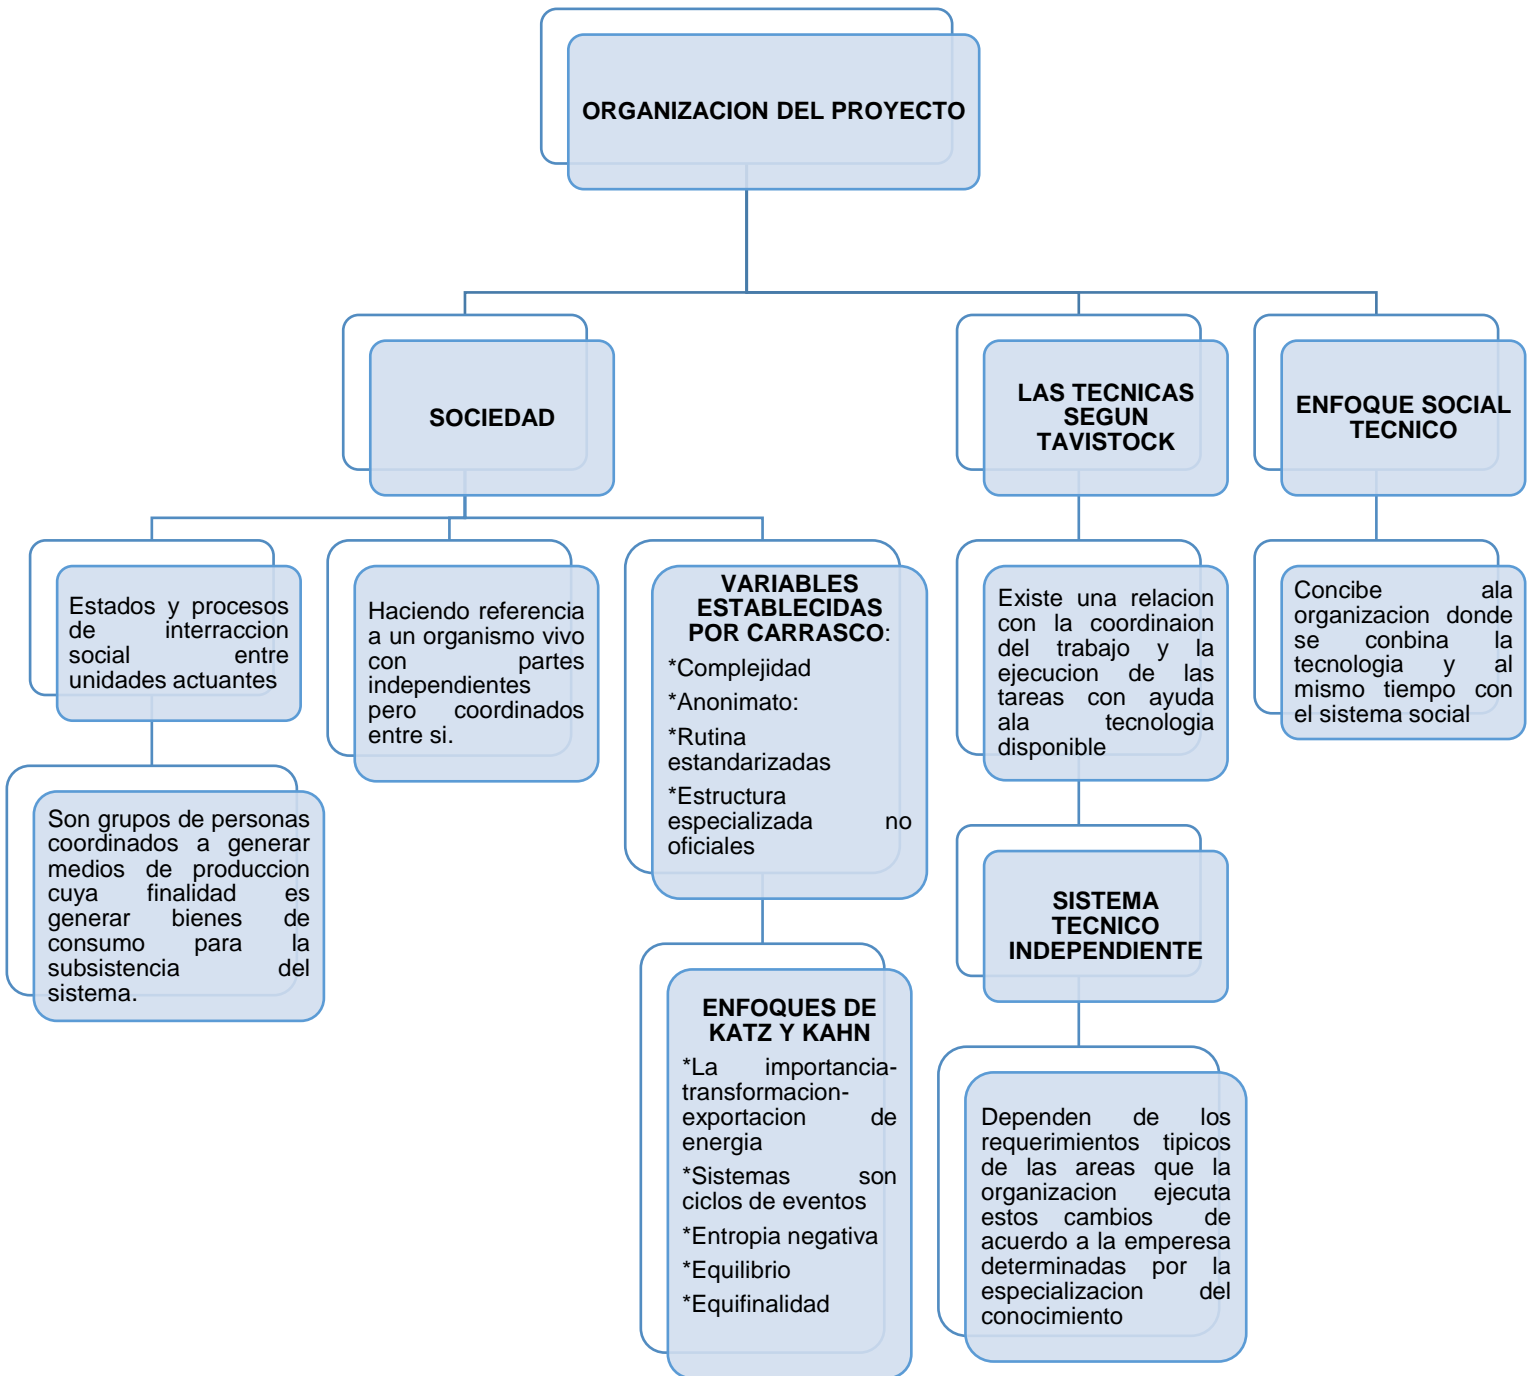 ORGANIZACION DEL PROYECTO
SOCIEDAD
LAS TECNICAS
SEGUN
TAVISTOCK
ENFOQUE SOCIAL
TECNICO
Estados y procesos
de interraccion
social entre
unidades actuantes
Haciendo referencia
a un organismo vivo
con partes
independientes
pero coordinados
entre si.
VARIABLES
ESTABLECIDAS
POR CARRASCO:
*Complejidad
*Anonimato:
*Rutina
estandarizadas
*Estructura
especializada no
oficiales
Existe una relacion
con la coordinaion
del trabajo y la
ejecucion de las
tareas con ayuda
ala tecnologia
disponible
Concibe ala
organizacion donde
se conbina la
tecnologia y al
mismo tiempo con
el sistema social
Son grupos de personas
coordinados a generar
medios de produccion
cuya finalidad es
generar bienes de
consumo para la
subsistencia del
sistema.
ENFOQUES DE
KATZ Y KAHN
*La importancia-
transformacion-
exportacion de
energia
*Sistemas son
ciclos de eventos
*Entropia negativa
*Equilibrio
*Equifinalidad
SISTEMA
TECNICO
INDEPENDIENTE
Dependen de los
requerimientos tipicos
de las areas que la
organizacion ejecuta
estos cambios de
acuerdo a la emperesa
determinadas por la
especializacion del
conocimiento